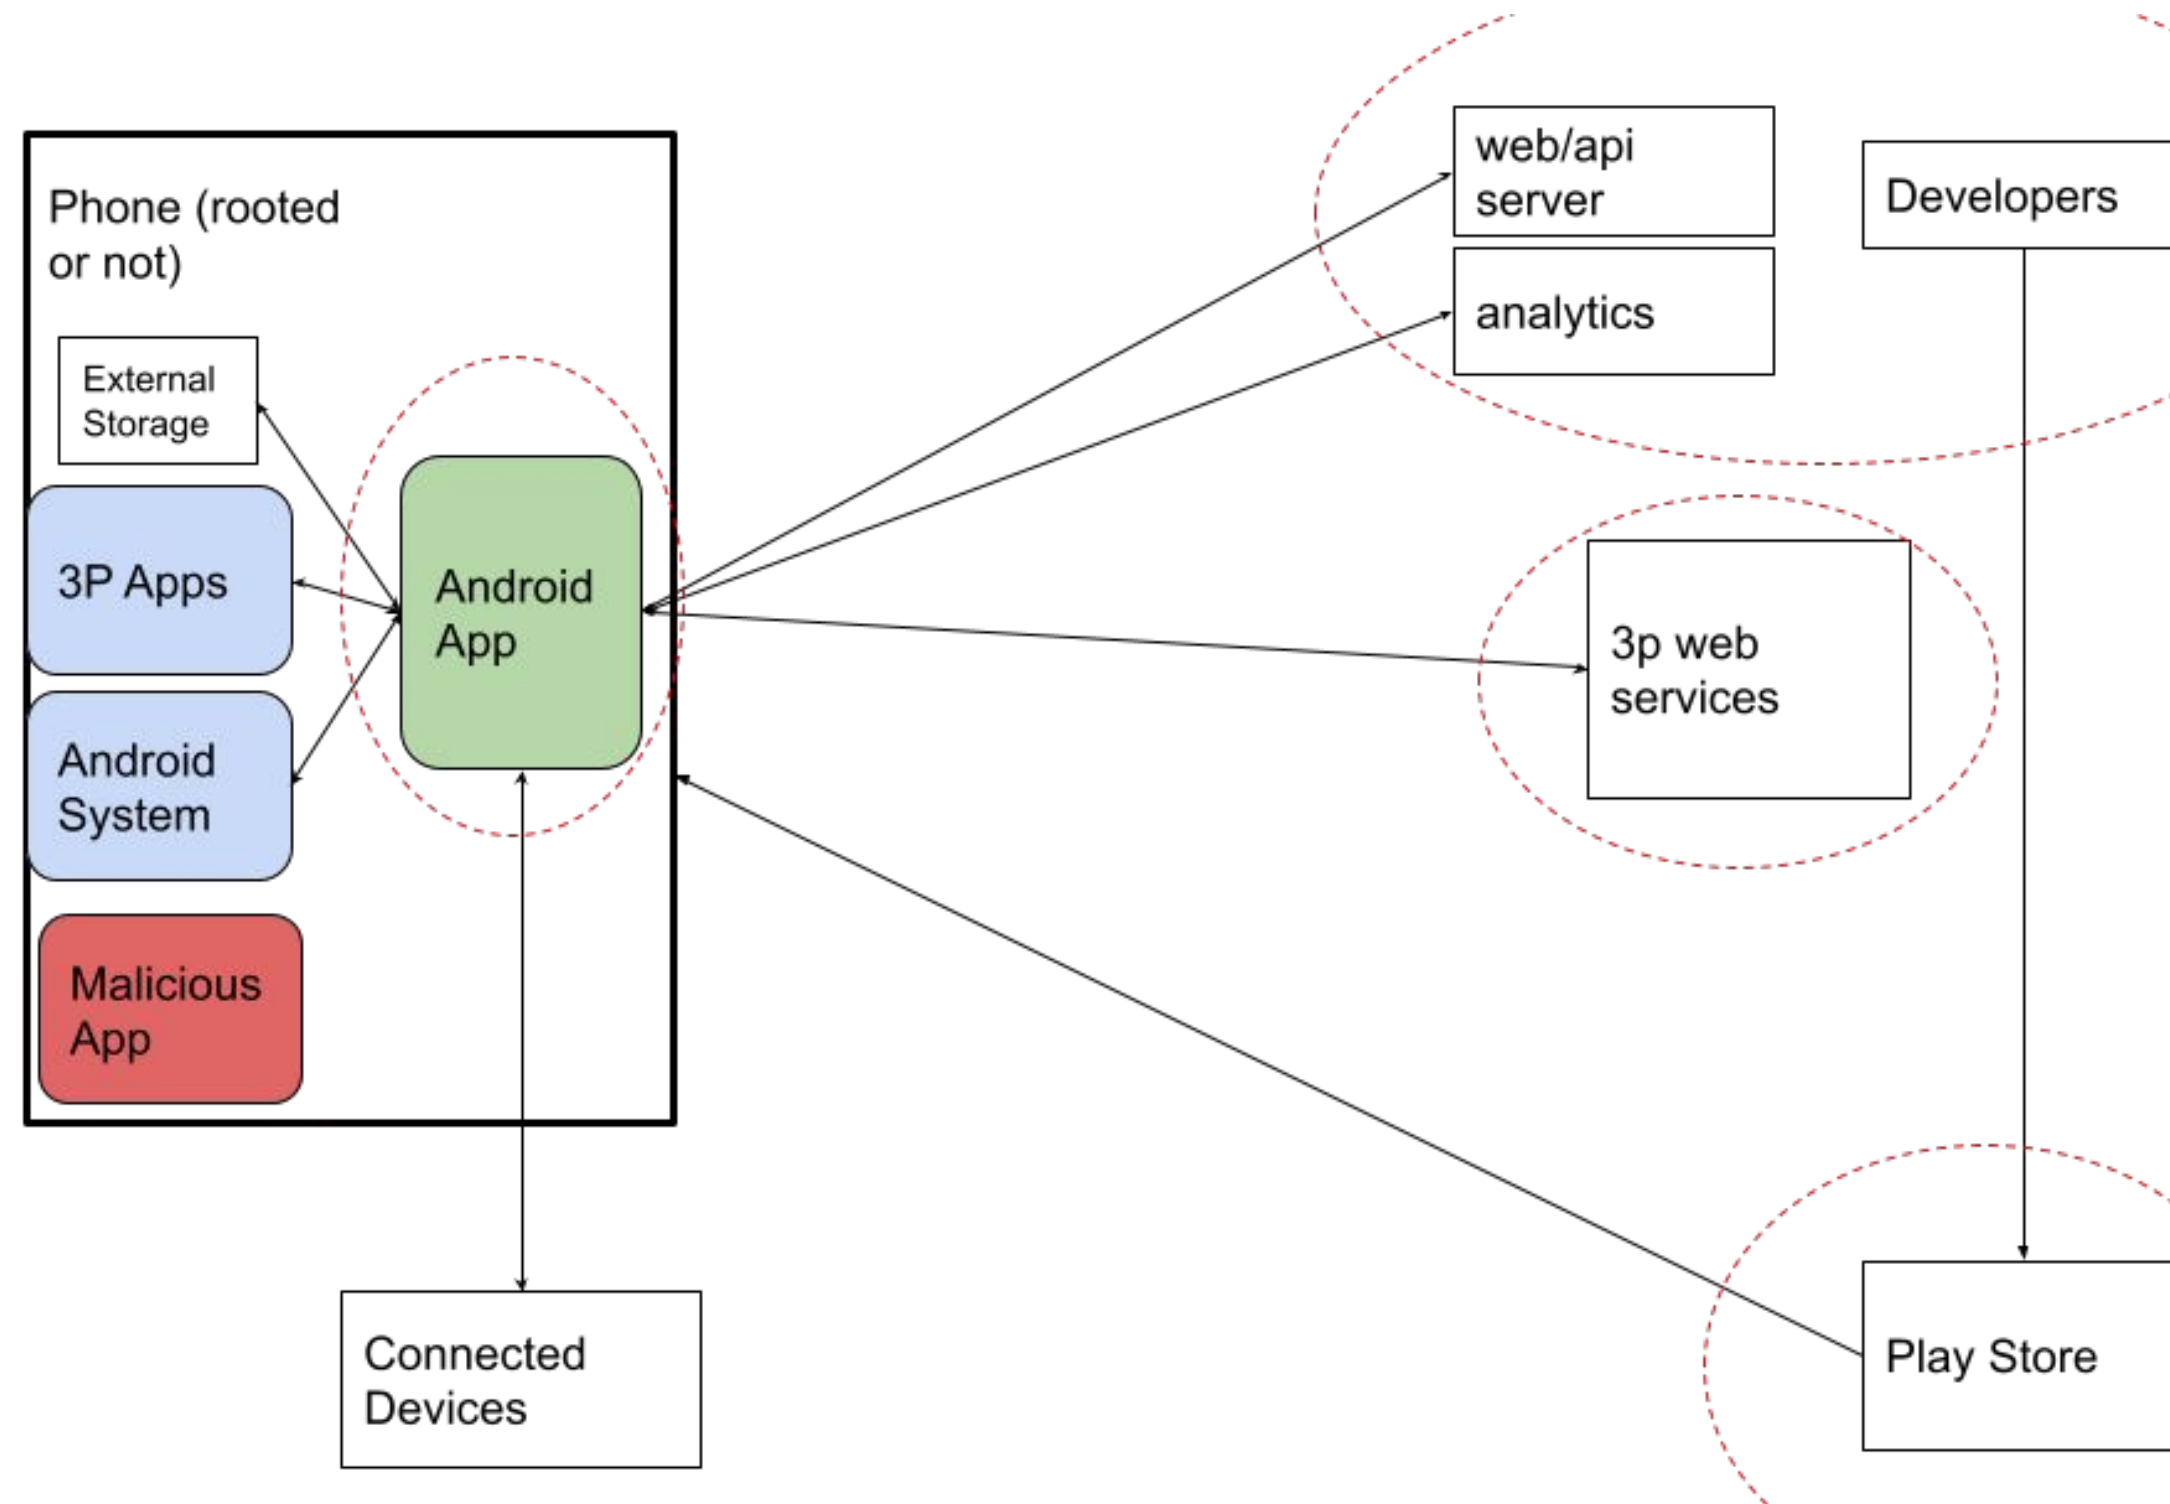 Phone (rooted
or not)
External
Storage
3P Apps
Android
System
Malicious
App
Android
App
Connected
Devices
web/api
server
analytics
Developers
3p web
services
Play Store